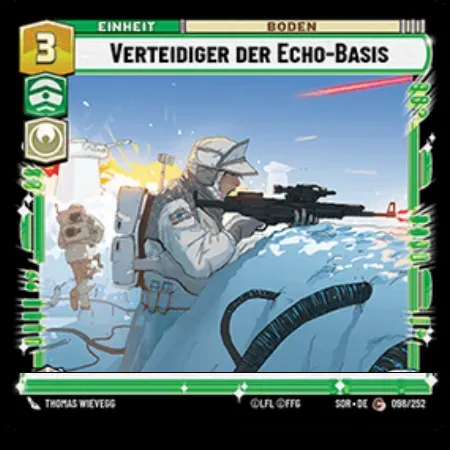 EINHEIT
BODEN
3
VERTEIDIGER DER ECHO-BASIS
THOMAS WIEVEGG
©LFL ©FFG
SOR • DE
C
098/252